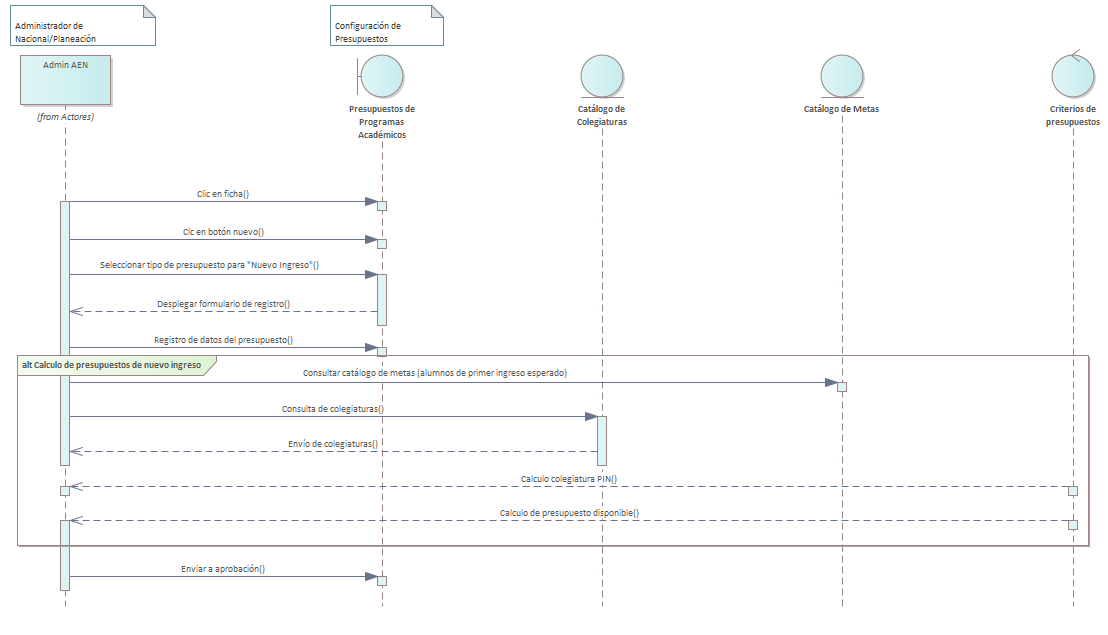 Administrador de
Nacional/Planeación
Configuración de
Presupuestos
Admin AEN
(from Actores)
Presupuestos de
Programas
Académicos
Catálogo de
Colegiaturas
Catálogo de Metas
Criterios de
presupuestos
Clic en ficha()
Clc en botón nuevo()
Seleccionar tipo de presupuesto para "Nuevo Ingreso"()
Desplegar formulario de registro()
Registro de datos del presupuesto()
alt Calculo de presupuestos de nuevo ingreso
Consultar catálogo de metas (alumnos de primer ingreso esperado)
Consulta de colegiaturas()
Envío de colegiaturas()
Calculo colegiatura PIN()
Calculo de presupuesto disponible()
Enviar a aprobación()